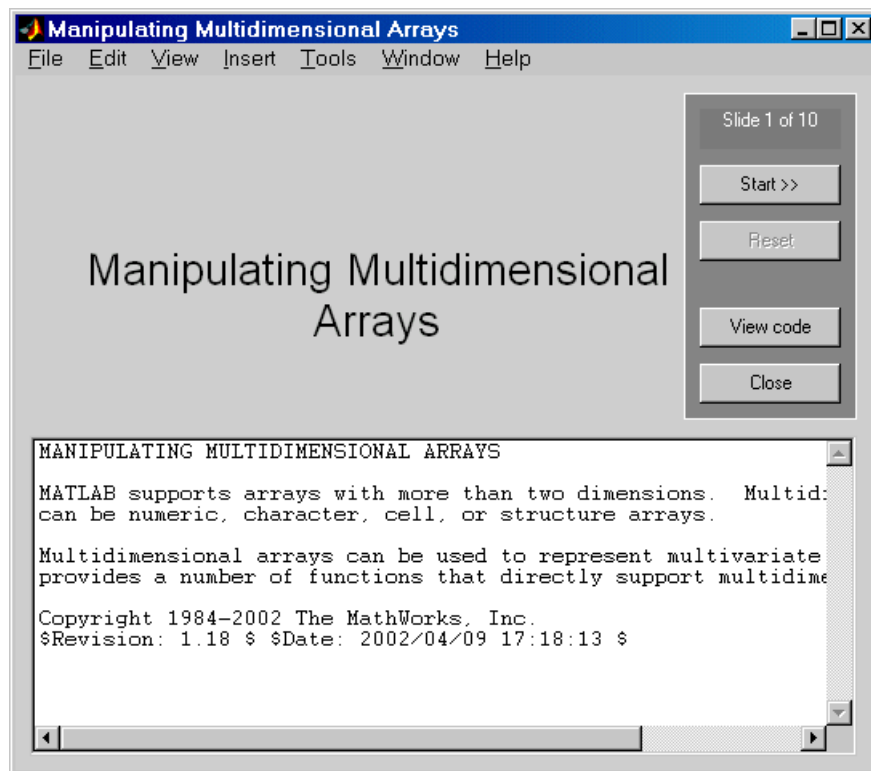 Manipulating Multidimensional Arrays
File Edit View Insert Tools Window Help
Slide 1 of 10
Start >>
Reset
Manipulating Multidimensional
Arrays
View code
Close
MANIPULATING MULTIDIMENSIONAL ARRAYS
MATLAB supports arrays with more than two dimensions. Multidi
can be numeric, character, cell, or structure arrays.
Multidimensional arrays can be used to represent multivariate
provides a number of functions that directly support multidime
Copyright 1984-2002 The MathWorks, Inc.
$Revision: 1.18 $ $Date: 2002/04/09 17:18:13 $